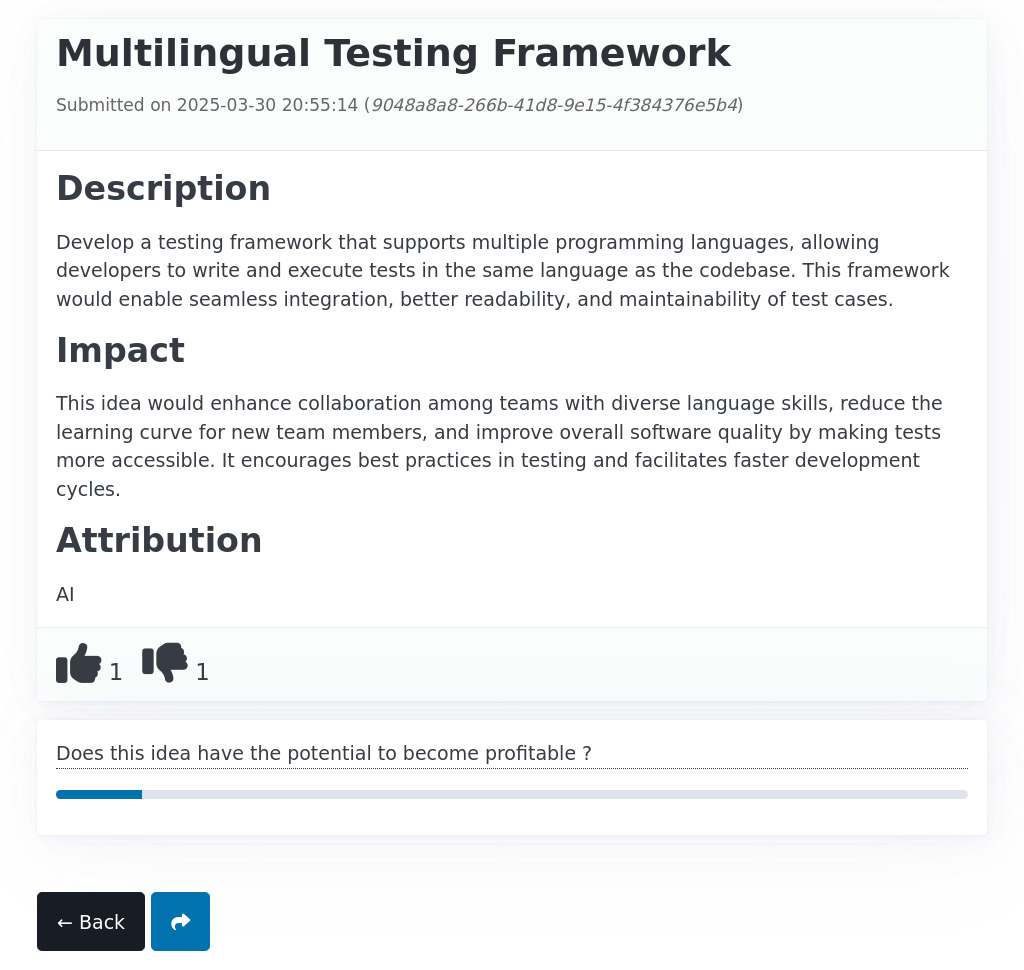 Multilingual Testing Framework
Submitted on 2025-03-30 20:55:14 (9048a8a8-266b-41d8-9e15-4f384376e5b4)
Description
Develop a testing framework that supports multiple programming languages, allowing
developers to write and execute tests in the same language as the codebase. This framework
would enable seamless integration, better readability, and maintainability of test cases.
Impact
This idea would enhance collaboration among teams with diverse language skills, reduce the
learning curve for new team members, and improve overall software quality by making tests
more accessible. It encourages best practices in testing and facilitates faster development
cycles.
Attribution
AI
1 1
Does this idea have the potential to become profitable ?
← Back